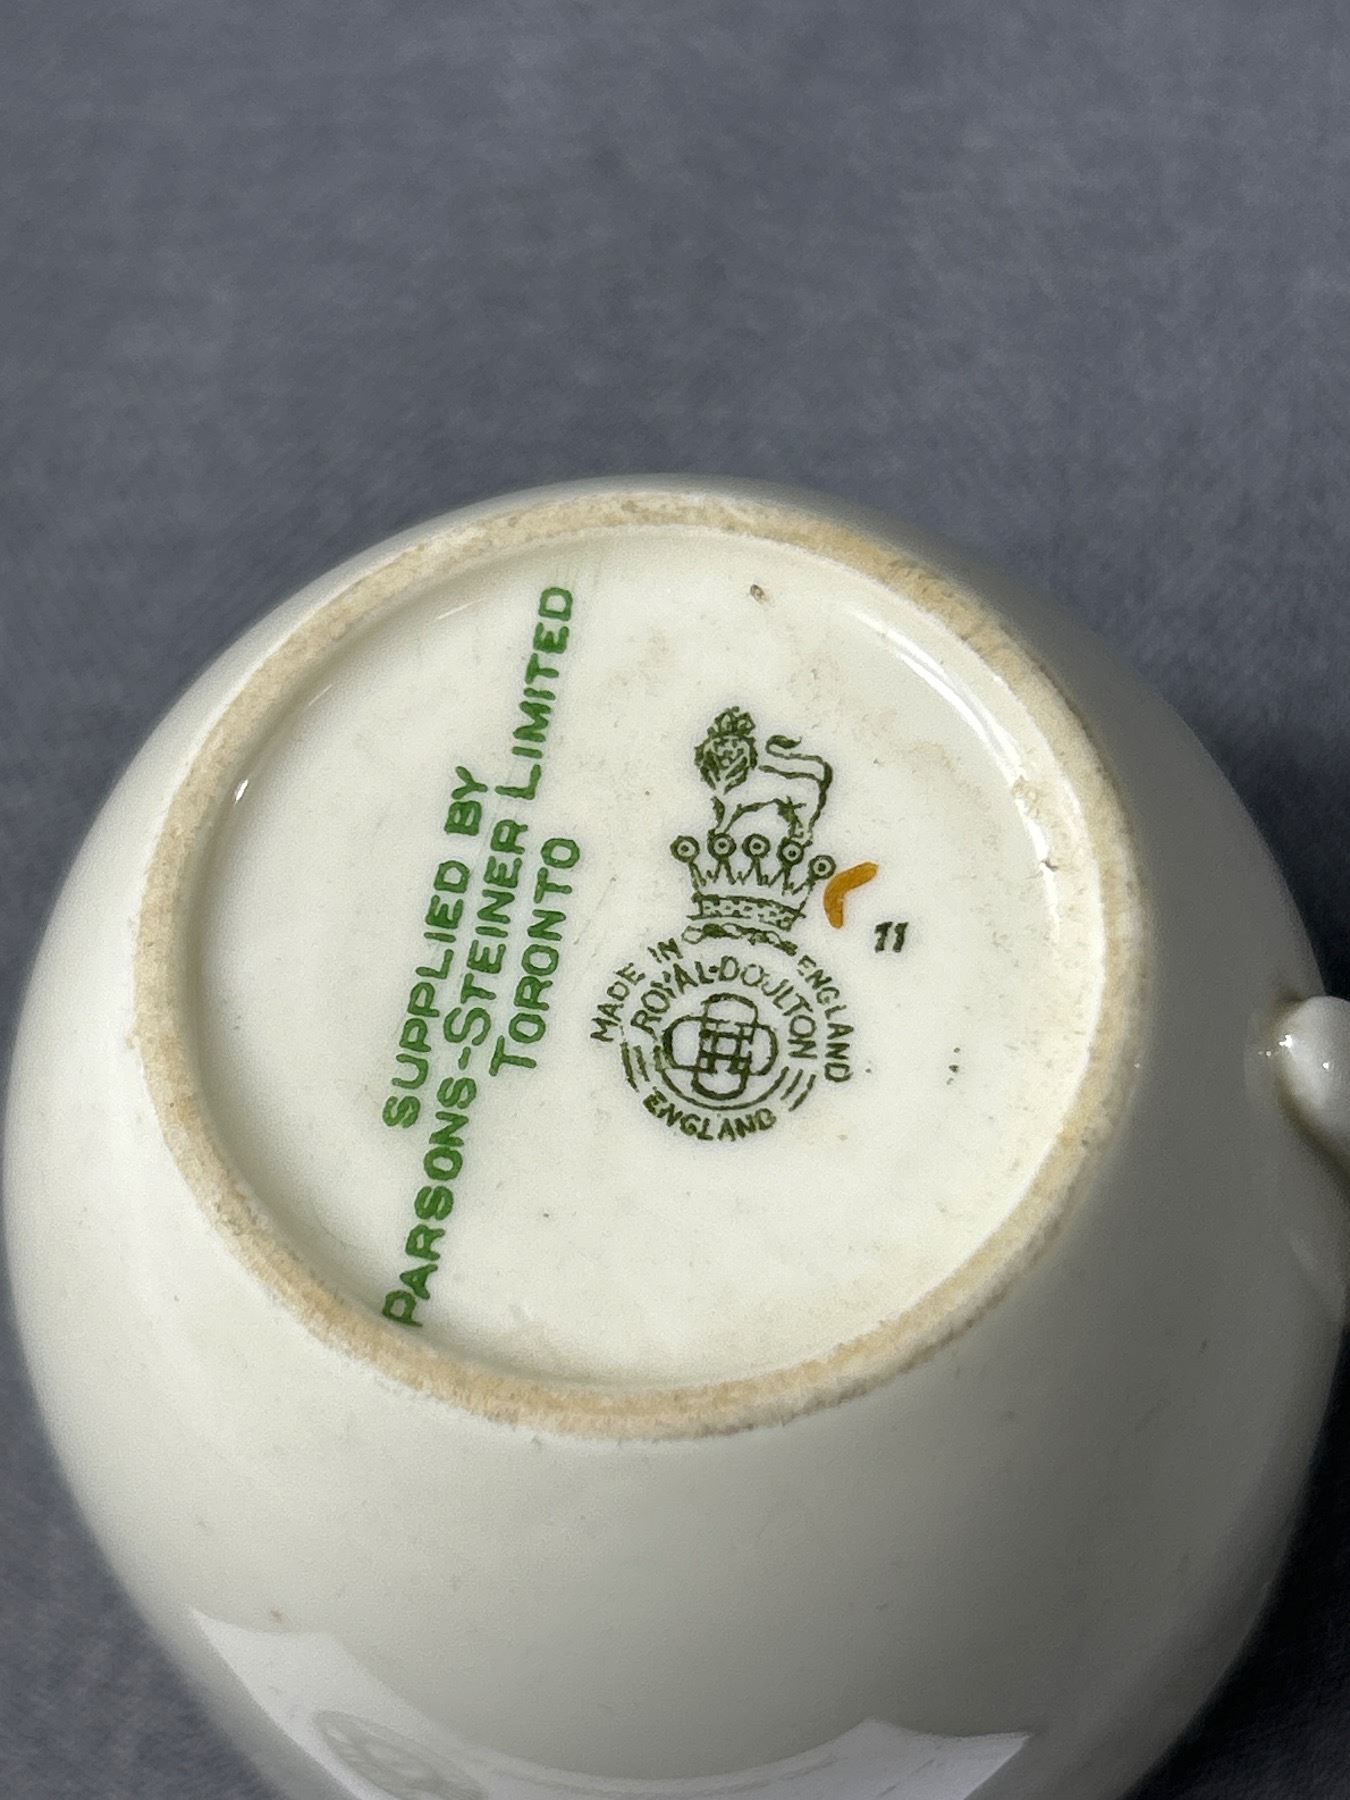 SUPPLIED BY
PARSONS-STEINER LIMITED
TORONTO
MADE IN ENGLAND
ROYAL-DOULTON
ENGLAND
11